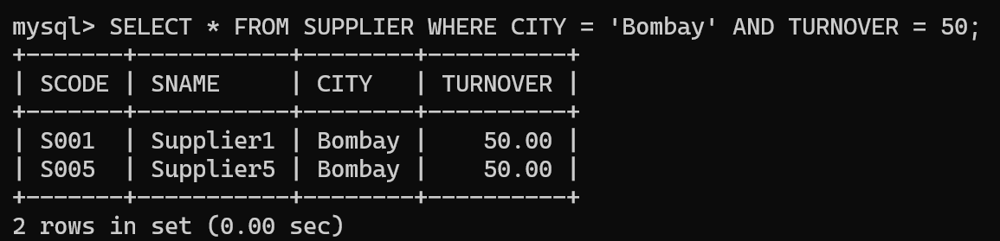 mysql> SELECT * FROM SUPPLIER WHERE CITY = 'Bombay' AND TURNOVER = 50;
+-------+-----------+--------+----------+
| SCODE | SNAME     | CITY   | TURNOVER |
+-------+-----------+--------+----------+
| S001  | Supplier1 | Bombay |    50.00 |
| S005  | Supplier5 | Bombay |    50.00 |
+-------+-----------+--------+----------+
2 rows in set (0.00 sec)